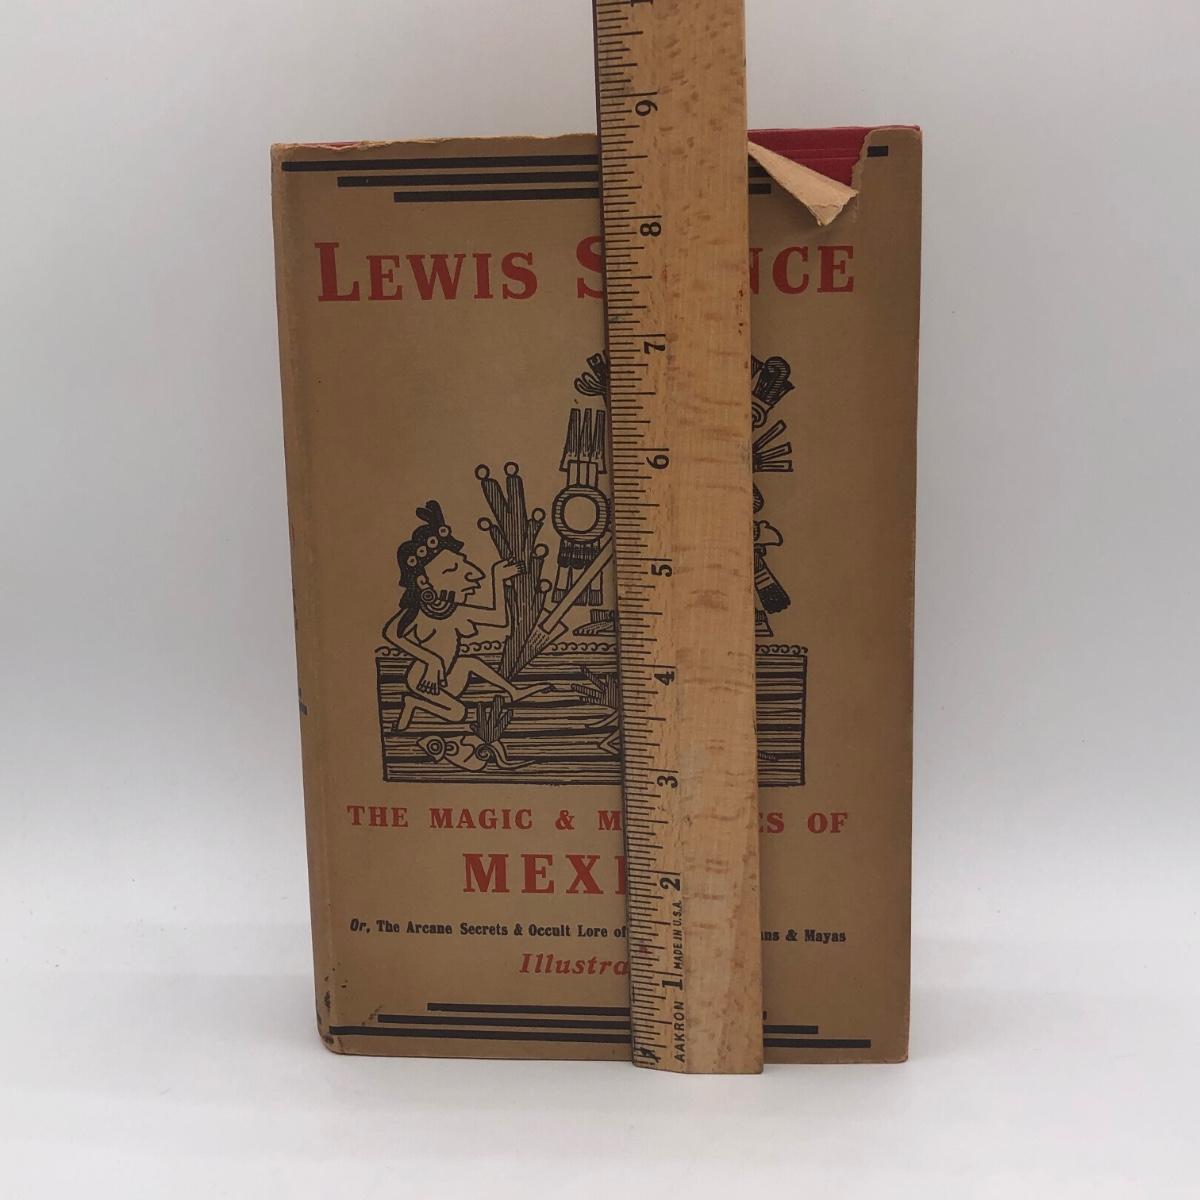 LEWIS S NCE
THE MAGIC & M ES OF
MEXI
Or, The Arcane Secrets & Occult Lore of ns & Mayas
Illustra
9
8
7
6
5
4
3
2
1
AAKRON MADE IN U.S.A.